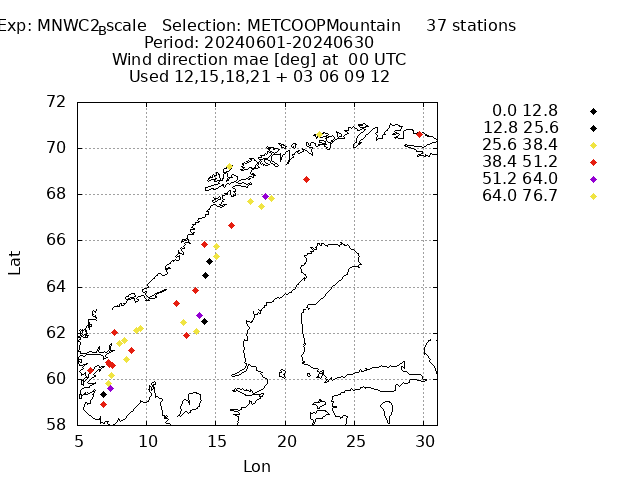 Exp: MNWC2_Bscale Selection: METCOOPMountain 37 stations
Period: 20240601-20240630
Wind direction mae [deg] at 00 UTC
Used 12,15,18,21 + 03 06 09 12
72
70
68
66
64
62
60
58
5 10 15 20 25 30
Lat
Lon
0.0 12.8
12.8 25.6
25.6 38.4
38.4 51.2
51.2 64.0
64.0 76.7